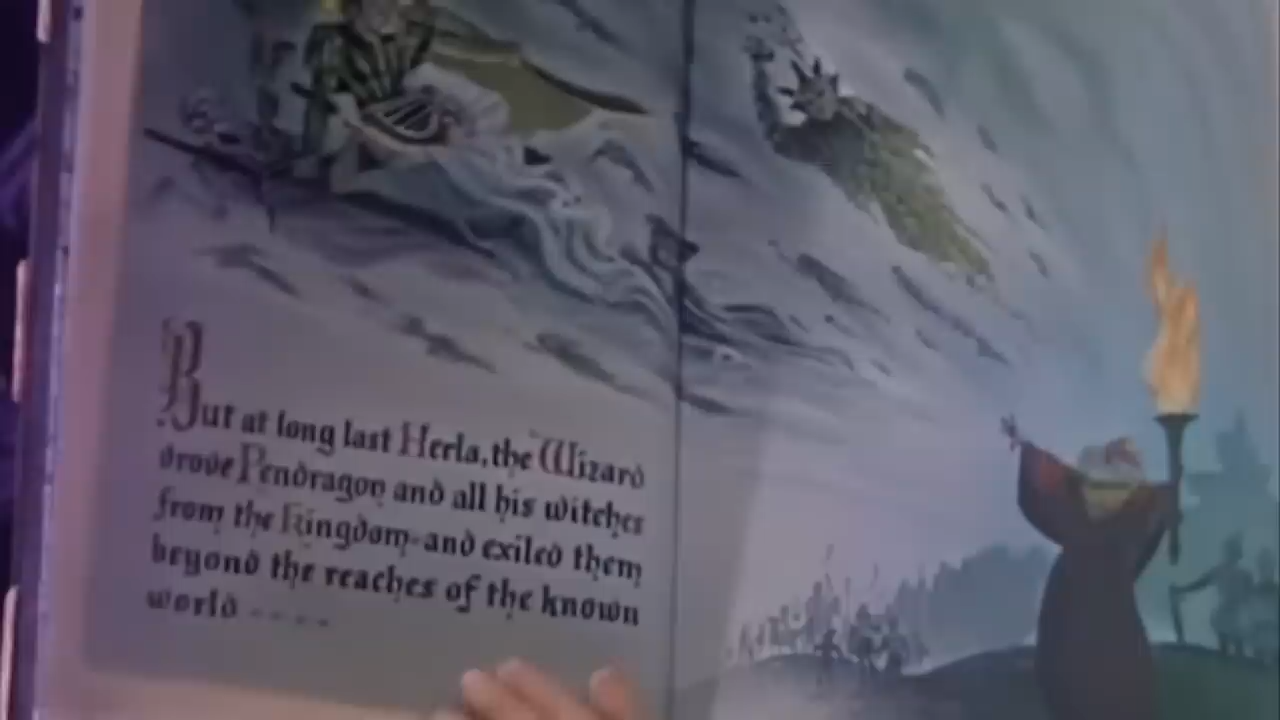 But at long last Herla, the Wizard
drove Pendragon and all his witches
from the Kingdom-and exiled them
beyond the reaches of the known
world ----